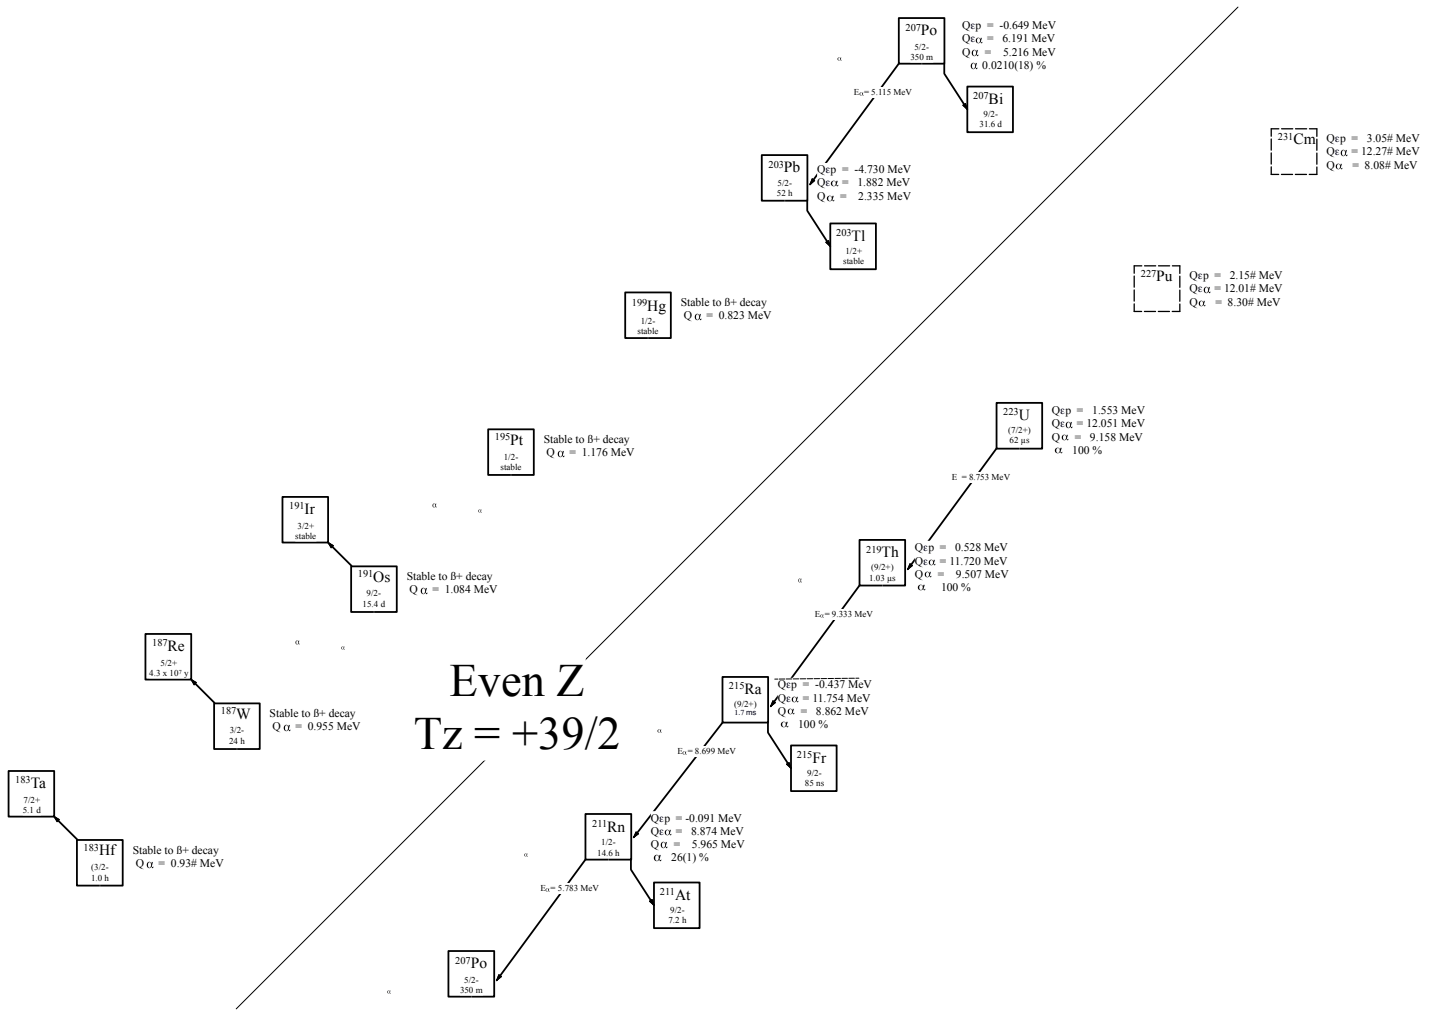 ²⁰⁷Po
5/2-
350 m
Qεp = -0.649 MeV
Qεα = 6.191 MeV
Qα = 5.216 MeV
α 0.0210(18) %
α
Eα= 5.115 MeV
²⁰⁷Bi
9/2-
31.6 d
²³¹Cm
Qεp = 3.05# MeV
Qεα = 12.27# MeV
Qα = 8.08# MeV
²⁰³Pb
5/2-
52 h
Qεp = -4.730 MeV
Qεα = 1.882 MeV
Qα = 2.335 MeV
²⁰³Tl
1/2+
stable
²²⁷Pu
Qεp = 2.15# MeV
Qεα = 12.01# MeV
Qα = 8.30# MeV
¹⁹⁹Hg
1/2-
stable
Stable to ß+ decay
Q α = 0.823 MeV
²²³U
(7/2+)
62 µs
Qεp = 1.553 MeV
Qεα = 12.051 MeV
Qα = 9.158 MeV
α 100 %
E = 8.753 MeV
¹⁹⁵Pt
1/2-
stable
Stable to ß+ decay
Q α = 1.176 MeV
¹⁹¹Ir
3/2+
stable
α
α
²¹⁹Th
(9/2+)
1.03 µs
Qεp = 0.528 MeV
Qεα = 11.720 MeV
Qα = 9.507 MeV
α 100 %
α
Eα= 9.333 MeV
¹⁹¹Os
9/2-
15.4 d
Stable to ß+ decay
Q α = 1.084 MeV
¹⁸⁷Re
5/2+
4.3 x 10⁷ y
α
α
Even Z
Tz = +39/2
²¹⁵Ra
(9/2+)
1.7 ms
Qεp = -0.437 MeV
Qεα = 11.754 MeV
Qα = 8.862 MeV
α 100 %
α
Eα= 8.699 MeV
²¹⁵Fr
9/2-
85 ns
¹⁸⁷W
3/2-
24 h
Stable to ß+ decay
Q α = 0.955 MeV
¹⁸³Ta
7/2+
5.1 d
²¹¹Rn
1/2-
14.6 h
Qεp = -0.091 MeV
Qεα = 8.874 MeV
Qα = 5.965 MeV
α 26(1) %
α
Eα= 5.783 MeV
²¹¹At
9/2-
7.2 h
¹⁸³Hf
(3/2-
1.0 h
Stable to ß+ decay
Q α = 0.93# MeV
²⁰⁷Po
5/2-
350 m
α